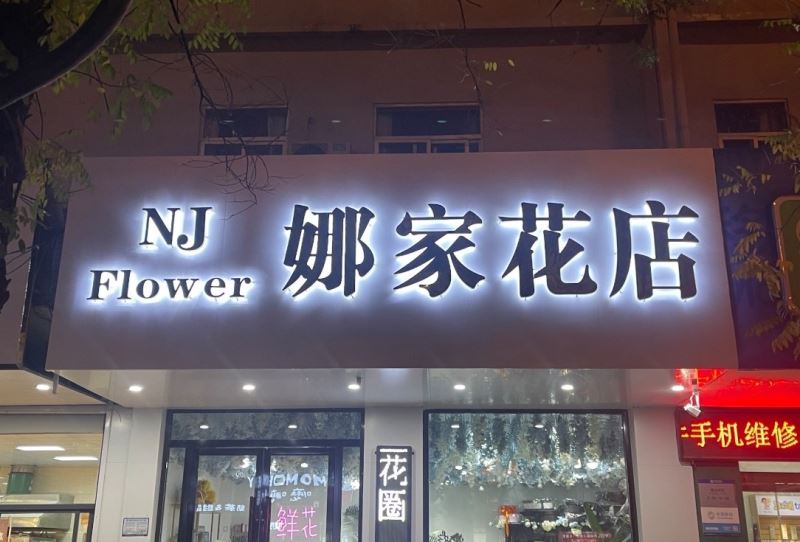 NJ
Flower
娜家花店
手机维修
花圈
鲜花